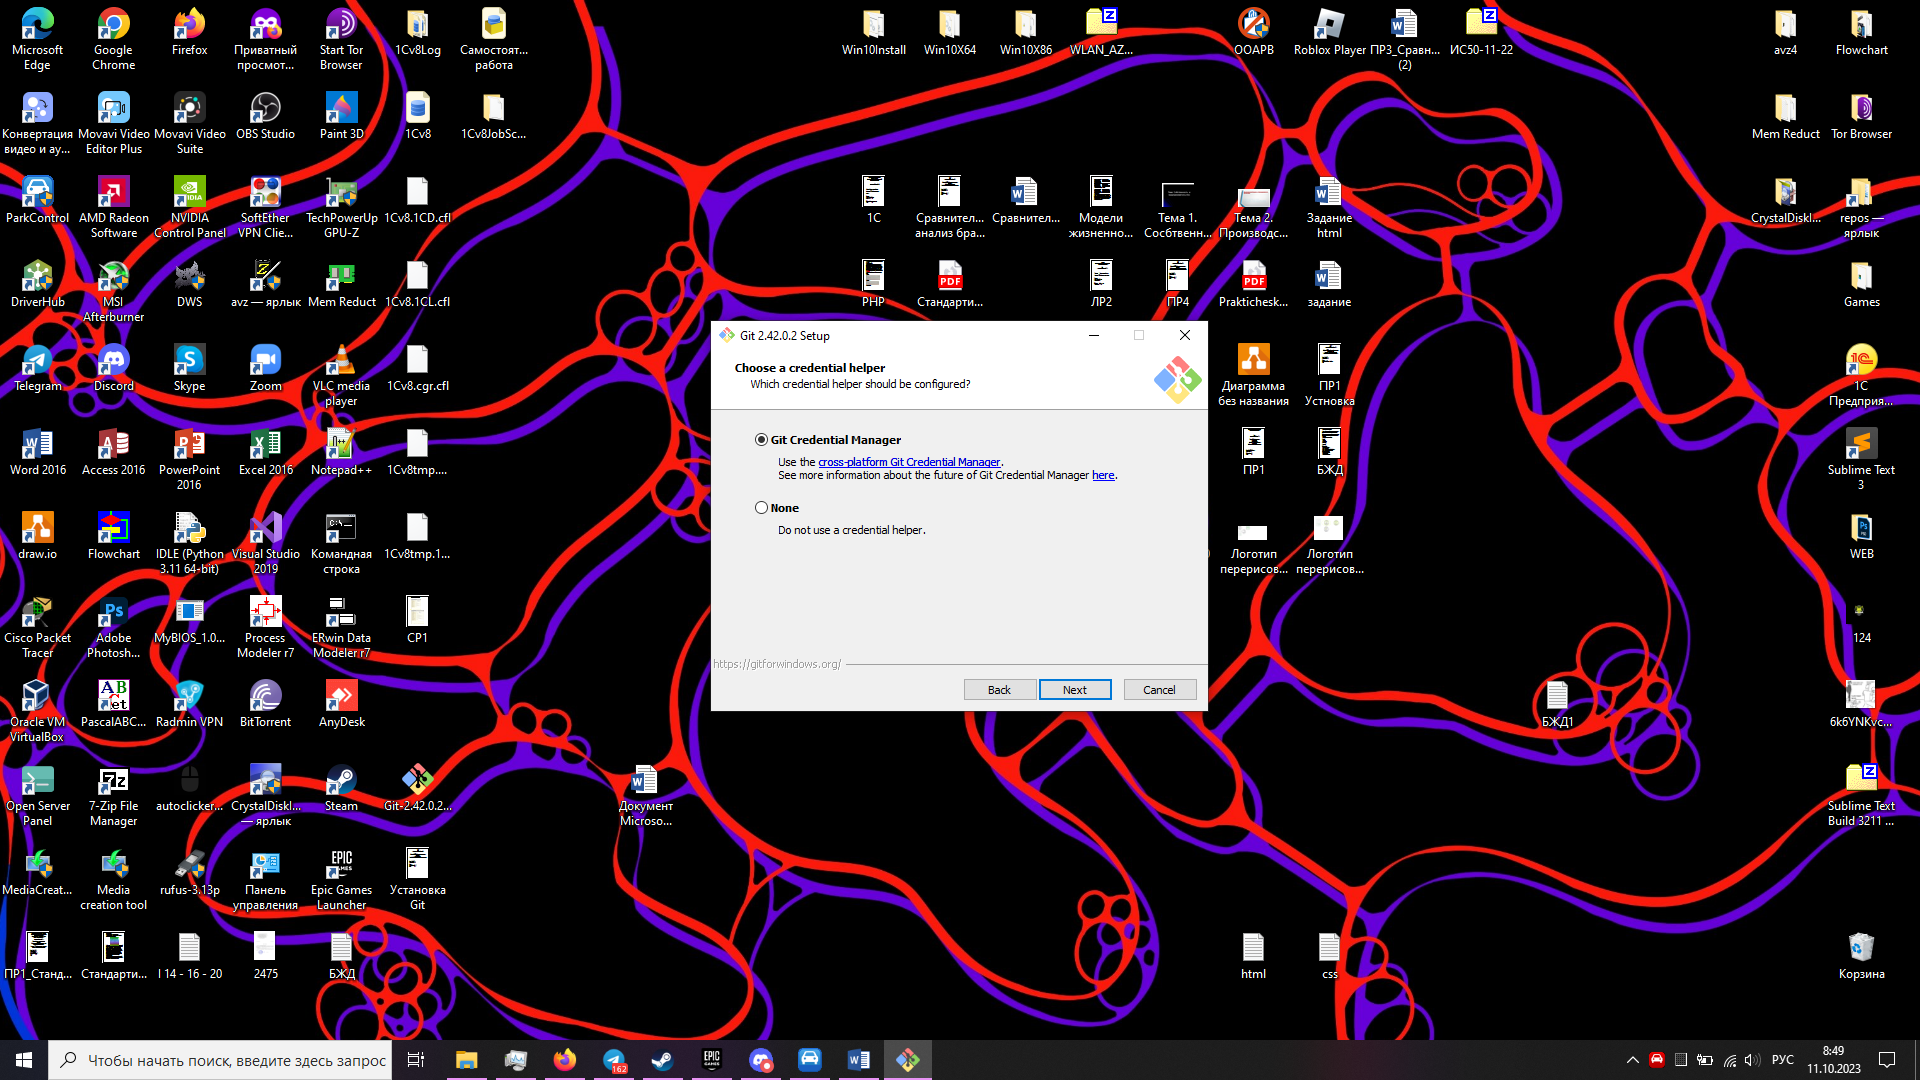 Microsoft Edge
Google Chrome
Firefox
Приватный просмот...
Start Tor Browser
1Cv8Log
Самостоят... работа
Win10Install
Win10X64
Win10X86
WLAN_AZ...
OOAPB
Roblox Player
ПР3_Сравн... (2)
ИС50-11-22
avz4
Flowchart
Конвертация видео и ау...
Movavi Video Editor Plus
Movavi Video Suite
OBS Studio
Paint 3D
1Cv8
1Cv8JobSc...
Mem Reduct
Tor Browser
ParkControl
AMD Radeon Software
NVIDIA Control Panel
SoftEther VPN Clie...
TechPowerUp GPU-Z
1Cv8.1CD.cfl
1С
Сравнител... анализ бра...
Сравнител...
Модели жизненно...
Тема 1. Сосбтвенн...
Тема 2. Производс...
Задание html
CrystalDiskI...
repos — ярлык
DriverHub
MSI Afterburner
DWS
avz — ярлык
Mem Reduct
1Cv8.1CL.cfl
PHP
Стандарти...
ЛР2
ПР4
Praktichesk...
задание
Games
Git 2.42.0.2 Setup
Choose a credential helper
Which credential helper should be configured?
Git Credential Manager
Use the cross-platform Git Credential Manager.
See more information about the future of Git Credential Manager here.
None
Do not use a credential helper.
https://gitforwindows.org/
Back
Next
Cancel
Telegram
Discord
Skype
Zoom
VLC media player
1Cv8.cgr.cfl
Диаграмма без названия
ПР1 Устновка
1С Предприя...
Word 2016
Access 2016
PowerPoint 2016
Excel 2016
Notepad++
1Cv8tmp....
ПР1
БЖД
Sublime Text 3
draw.io
Flowchart
IDLE (Python 3.11 64-bit)
Visual Studio 2019
Командная строка
1Cv8tmp.1...
Логотип перерисов...
Логотип перерисов...
WEB
Cisco Packet Tracer
Adobe Photosh...
MyBIOS_1.0...
Process Modeler r7
ERwin Data Modeler r7
СР1
124
Oracle VM VirtualBox
PascalABC...
Radmin VPN
BitTorrent
AnyDesk
БЖД1
6k6YNKvc...
Open Server Panel
7-Zip File Manager
autoclicker...
CrystalDiskI... — ярлык
Steam
Git-2.42.0.2...
Документ Microso...
Sublime Text Build 3211 ...
MediaCreat...
Media creation tool
rufus-3.13p
Панель управления
Epic Games Launcher
Установка Git
ПР1_Станд...
Стандарти...
I 14 - 16 - 20
2475
БЖД
html
css
Корзина
Чтобы начать поиск, введите здесь запрос
162
РУС
8:49
11.10.2023